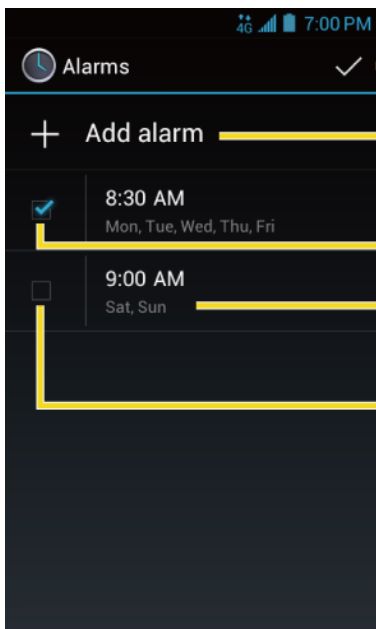 4G 7:00 PM
Alarms
Add alarm
8:30 AM
Mon, Tue, Wed, Thu, Fri
9:00 AM
Sat, Sun